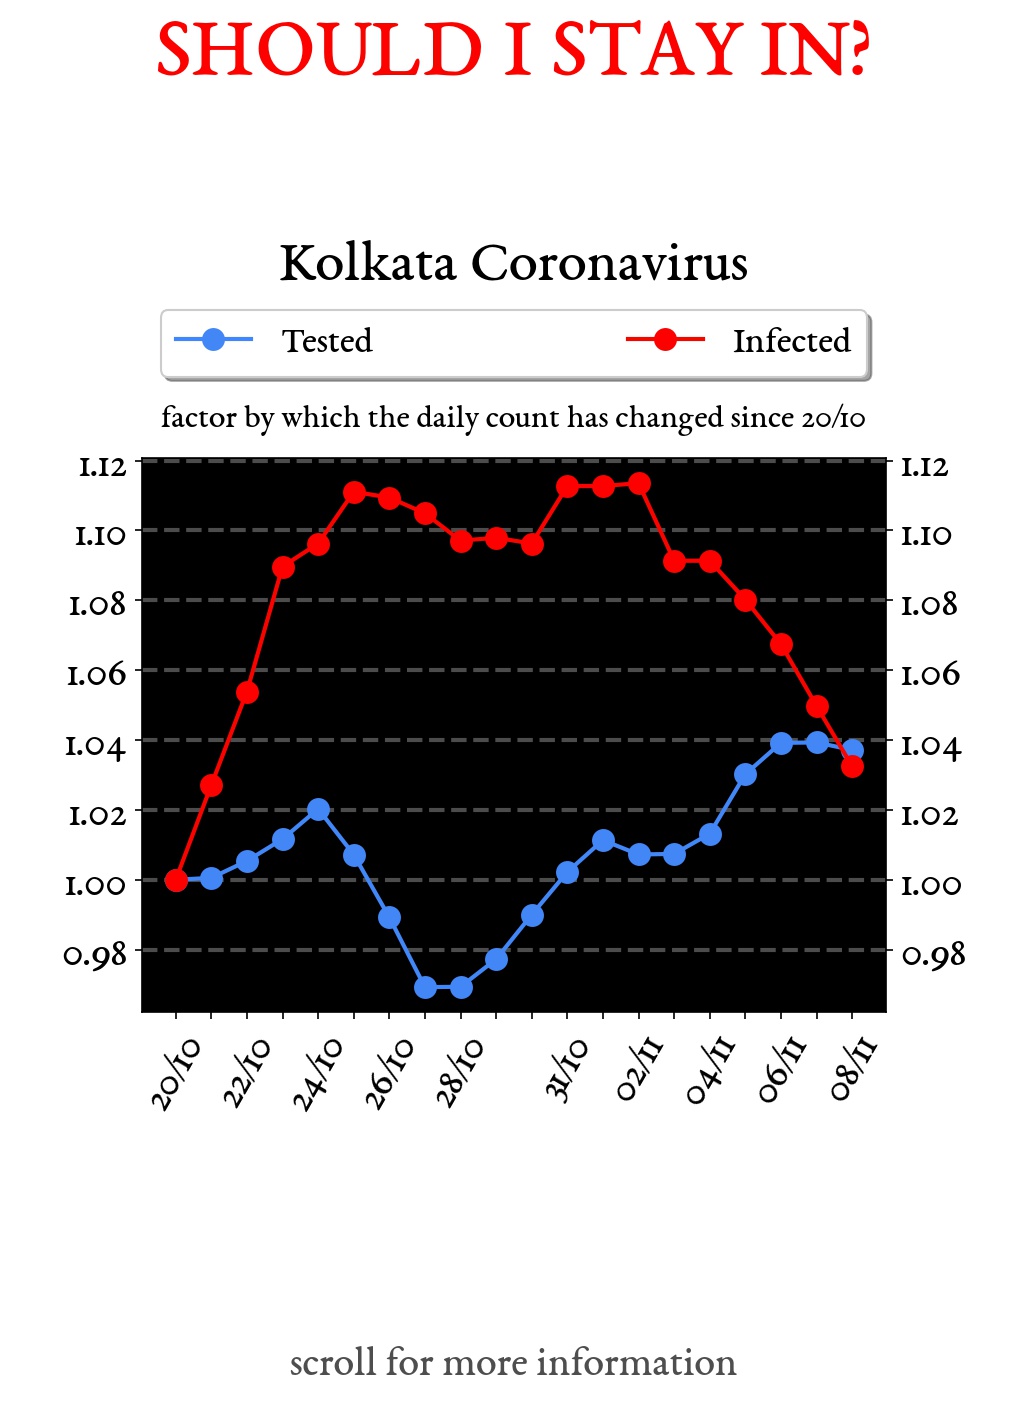 SHOULD I STAY IN?
Kolkata Coronavirus
Tested Infected
factor by which the daily count has changed since 20/10
1.12 1.12
1.10 1.10
1.08 1.08
1.06 1.06
1.04 1.04
1.02 1.02
1.00 1.00
0.98 0.98
20/10 22/10 24/10 26/10 28/10 31/10 02/11 04/11 06/11 08/11
scroll for more information